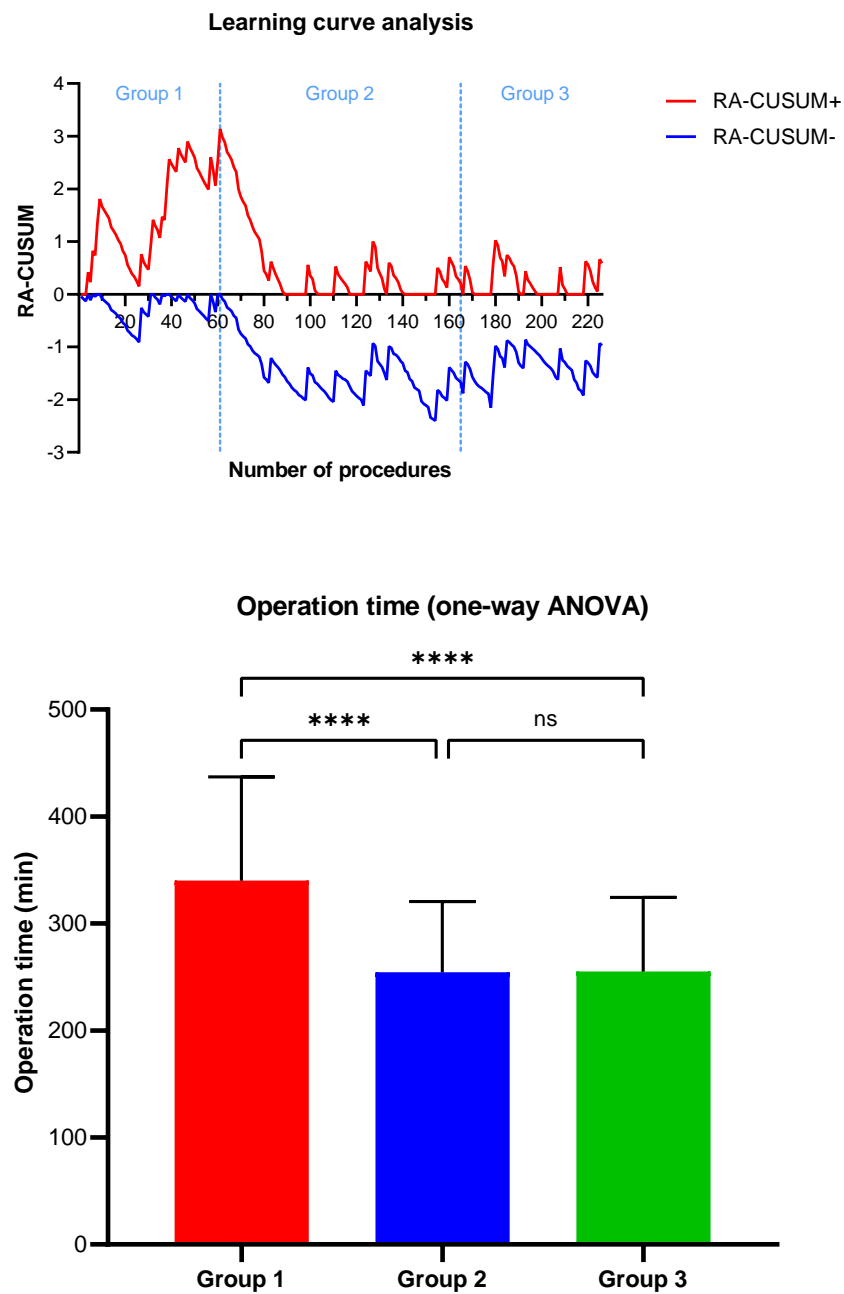 Learning curve analysis
4
3
2
1
0
-1
-2
-3
RA-CUSUM
Group 1
Group 2
Group 3
RA-CUSUM+
RA-CUSUM-
20 40 60 80 100 120 140 160 180 200 220
Number of procedures
Operation time (one-way ANOVA)
****
****
ns
500
400
300
200
100
0
Operation time (min)
Group 1
Group 2
Group 3